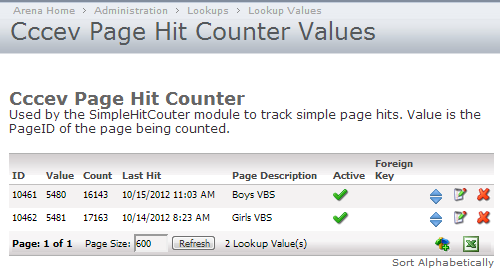 Arena Home > Administration > Lookups > Lookup Values
Cccev Page Hit Counter Values
Cccev Page Hit Counter
Used by the SimpleHitCouter module to track simple page hits. Value is the
PageID of the page being counted.
ID Value Count Last Hit Page Description Active Foreign Key
10461 5480 16143 10/15/2012 11:03 AM Boys VBS
10462 5481 17163 10/14/2012 8:23 AM Girls VBS
Page: 1 of 1 Page Size: 600 Refresh 2 Lookup Value(s)
Sort Alphabetically